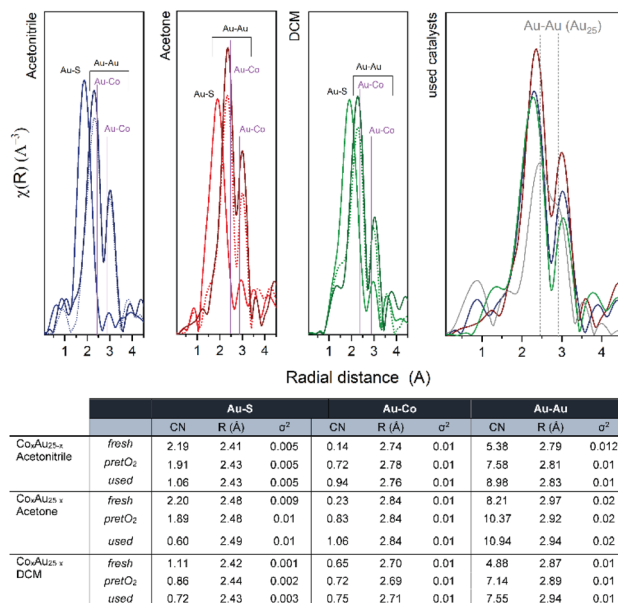 Acetonitrile
Acetone
DCM
used catalysts
Au-S
Au-Au
Au-Co
Au-Co
Au-S
Au-Au
Au-Co
Au-Co
Au-S
Au-Au
Au-Co
Au-Co
Au-Au (Au25)
χ(R) (Å⁻³)
1 2 3 4
1 2 3 4
1 2 3 4
1 2 3 4
Radial distance (A)
Au-S Au-Co Au-Au
CN R (Å) σ² CN R (Å) σ² CN R (Å) σ²
CoxAu25-x Acetonitrile
fresh 2.19 2.41 0.005 0.14 2.74 0.01 5.38 2.79 0.012
pretO2 1.91 2.43 0.005 0.72 2.78 0.01 7.58 2.81 0.01
used 1.06 2.43 0.005 0.94 2.76 0.01 8.98 2.83 0.01
CoxAu25 x Acetone
fresh 2.20 2.48 0.009 0.23 2.84 0.01 8.21 2.97 0.02
pretO2 1.89 2.48 0.01 0.83 2.84 0.01 10.37 2.92 0.02
used 0.60 2.49 0.01 1.06 2.84 0.01 10.94 2.94 0.02
CoxAu25 x DCM
fresh 1.11 2.42 0.001 0.65 2.70 0.01 4.88 2.87 0.01
pretO2 0.86 2.44 0.002 0.72 2.69 0.01 7.14 2.89 0.01
used 0.72 2.43 0.003 0.75 2.71 0.01 7.55 2.94 0.01